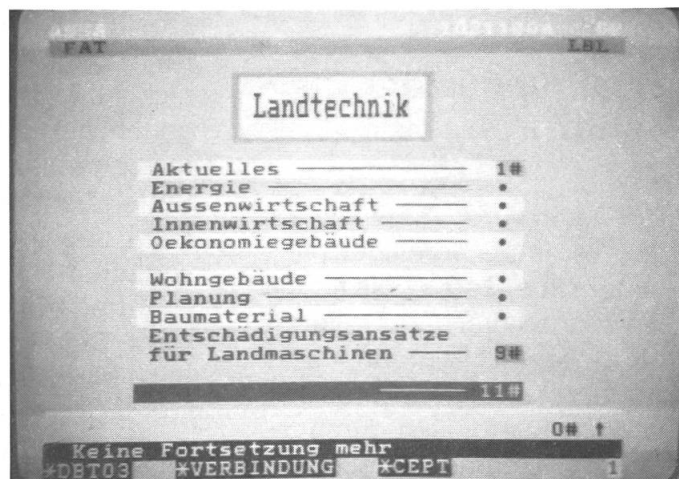 FAT LBL
Landtechnik
Aktuelles 1#
Energie •
Aussenwirtschaft •
Innenwirtschaft •
Oekonomiegebäude •
Wohngebäude •
Planung •
Baumaterial •
Entschädigungsansätze
für Landmaschinen 9#
11#
0# ↑
Keine Fortsetzung mehr
*DBT03 *VERBINDUNG *CEPT 1